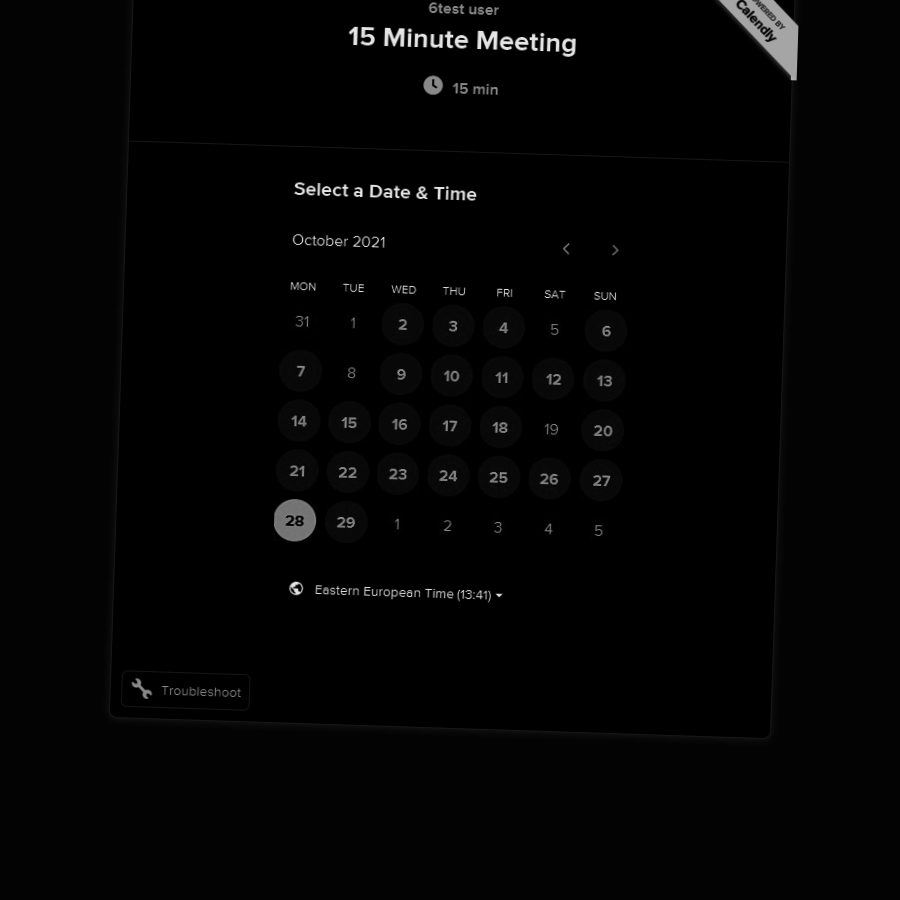 6test user
15 Minute Meeting
POWERED BY
Calendly
15 min
Select a Date & Time
October 2021
MON TUE WED THU FRI SAT SUN
31 1 2 3 4 5 6
7 8 9 10 11 12 13
14 15 16 17 18 19 20
21 22 23 24 25 26 27
28 29 1 2 3 4 5
Eastern European Time (13:41)
Troubleshoot